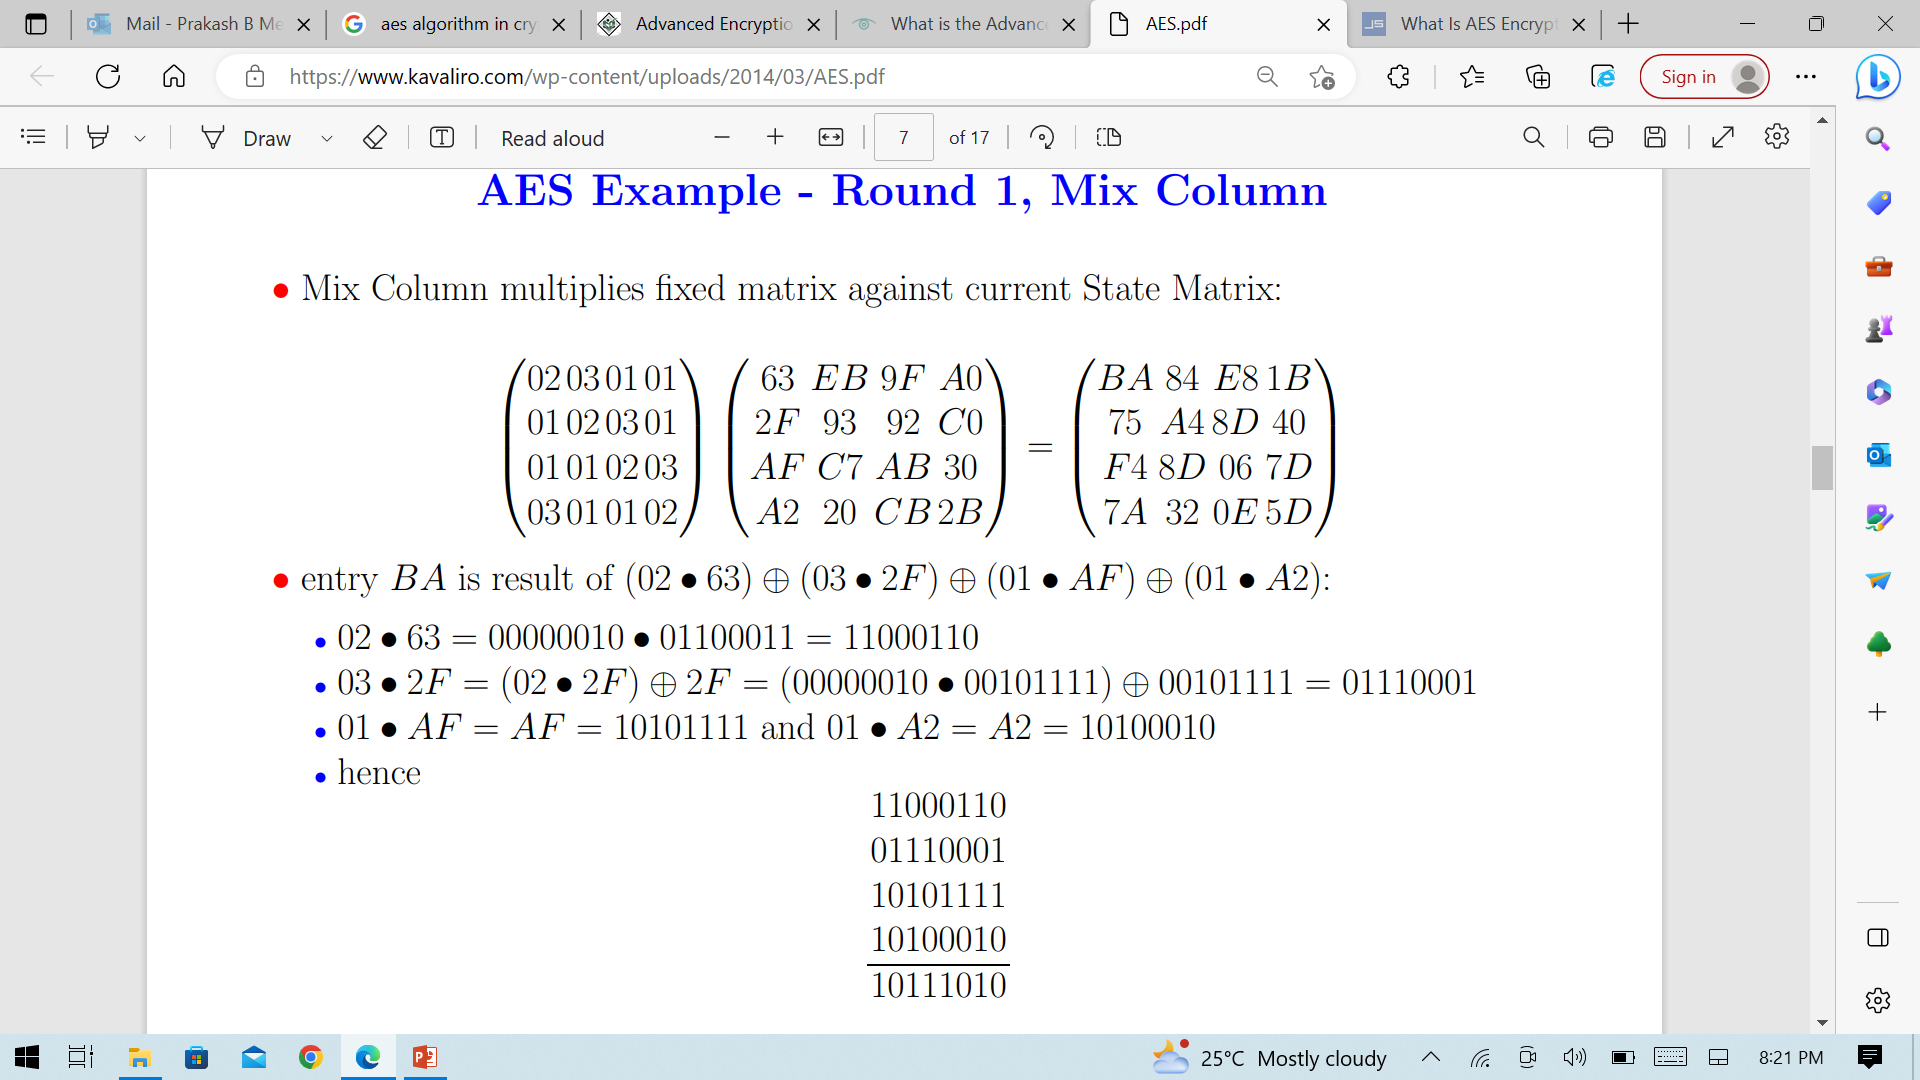 Mail - Prakash B Me
aes algorithm in cry
Advanced Encryptio
What is the Advance
AES.pdf
What Is AES Encrypt
https://www.kavaliro.com/wp-content/uploads/2014/03/AES.pdf
Sign in
Draw
Read aloud
7 of 17
AES Example - Round 1, Mix Column
• Mix Column multiplies fixed matrix against current State Matrix:
02 03 01 01 63 EB 9F A0 BA 84 E8 1B
01 02 03 01 2F 93 92 C0 75 A4 8D 40
=
01 01 02 03 AF C7 AB 30 F4 8D 06 7D
03 01 01 02 A2 20 CB 2B 7A 32 0E 5D
• entry BA is result of (02 • 63) ⊕ (03 • 2F) ⊕ (01 • AF) ⊕ (01 • A2):
• 02 • 63 = 00000010 • 01100011 = 11000110
• 03 • 2F = (02 • 2F) ⊕ 2F = (00000010 • 00101111) ⊕ 00101111 = 01110001
• 01 • AF = AF = 10101111 and 01 • A2 = A2 = 10100010
• hence
11000110
01110001
10101111
10100010
10111010
25°C Mostly cloudy
8:21 PM